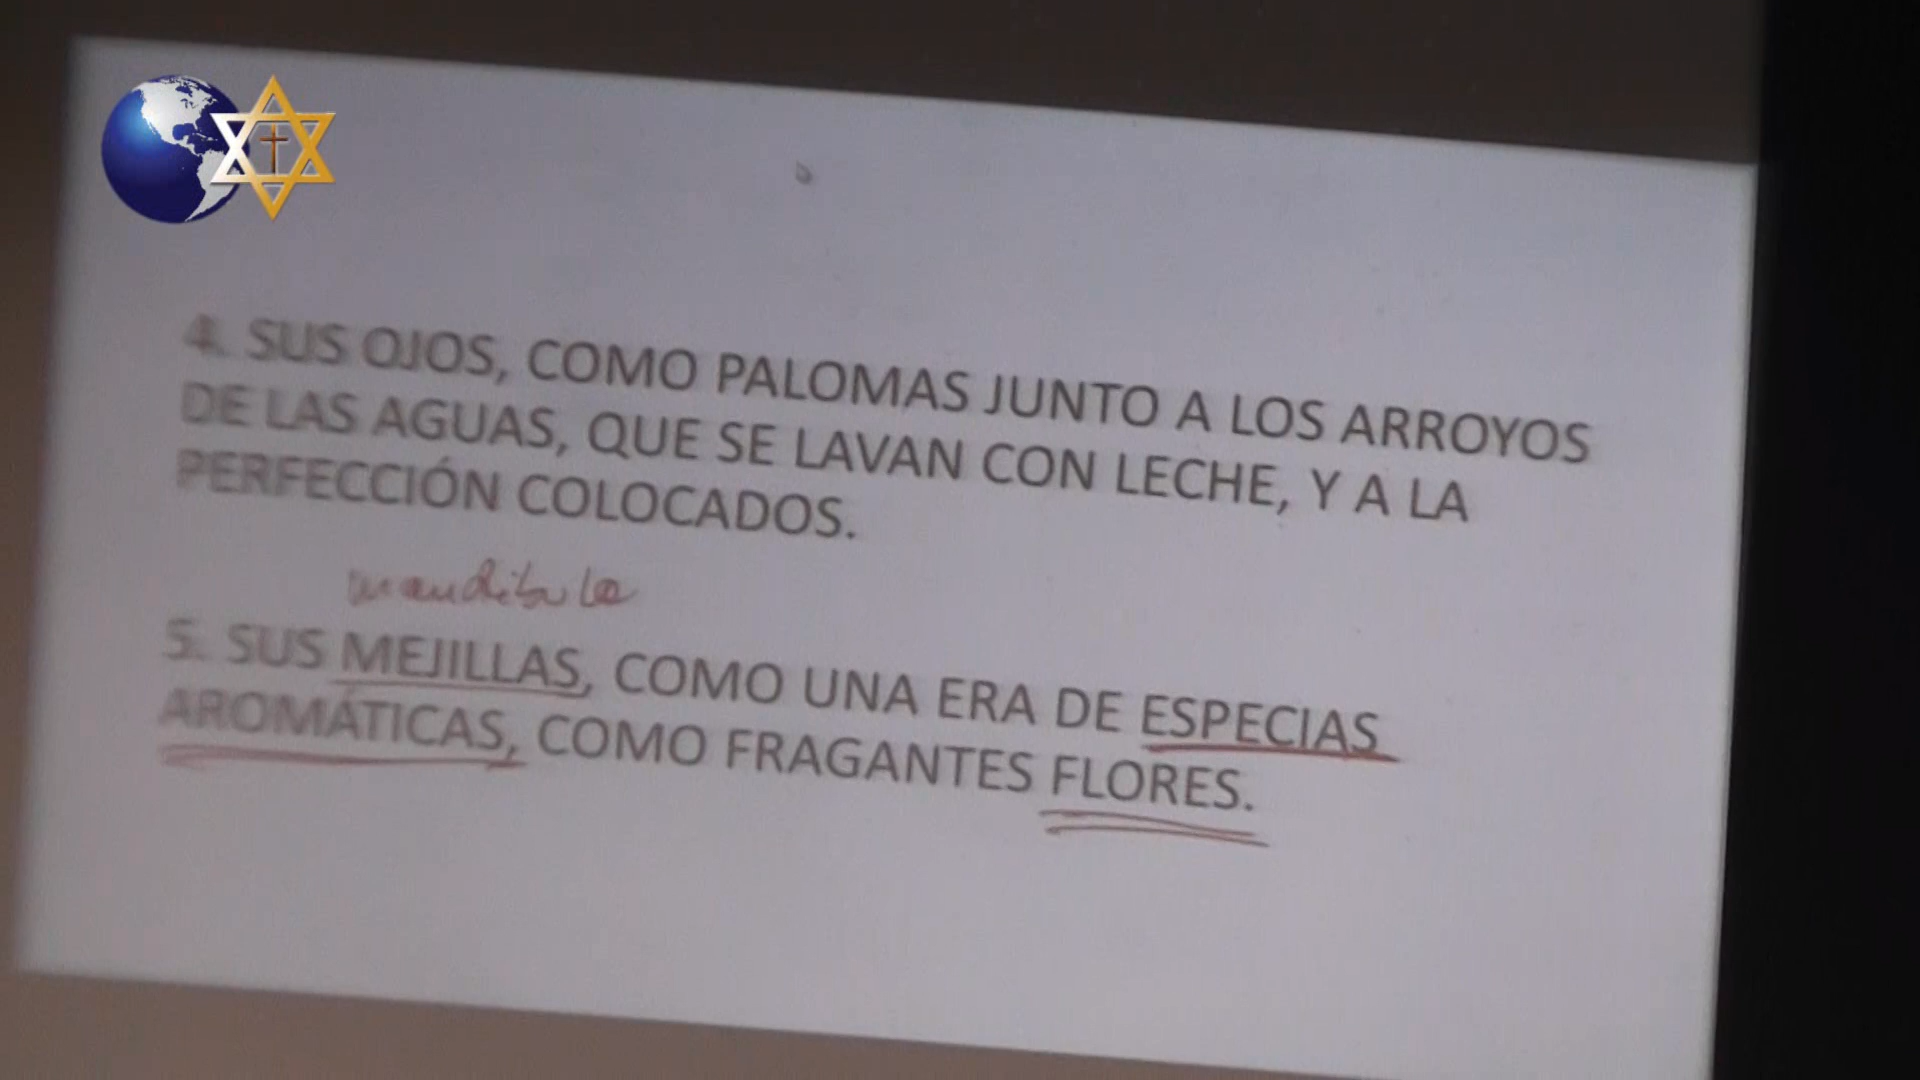 4. SUS OJOS, COMO PALOMAS JUNTO A LOS ARROYOS
DE LAS AGUAS, QUE SE LAVAN CON LECHE, Y A LA
PERFECCIÓN COLOCADOS.
mandibula
5. SUS MEJILLAS, COMO UNA ERA DE ESPECIAS
AROMÁTICAS, COMO FRAGANTES FLORES.